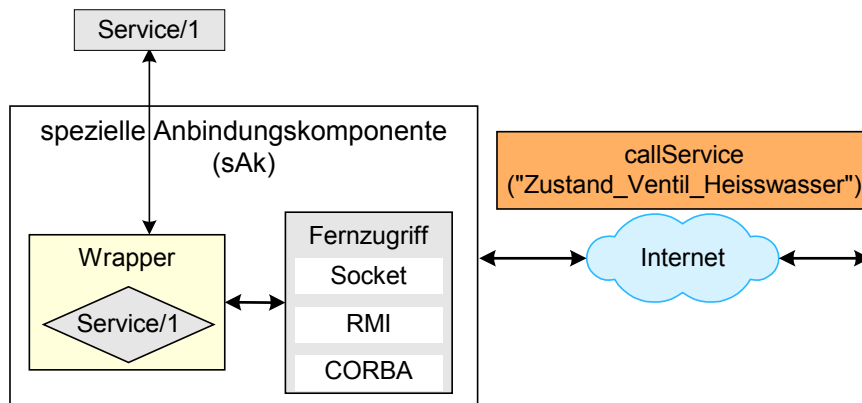 Service/1
spezielle Anbindungskomponente
(sAk)
callService
("Zustand_Ventil_Heisswasser")
Wrapper
Service/1
Fernzugriff
Socket
RMI
CORBA
Internet